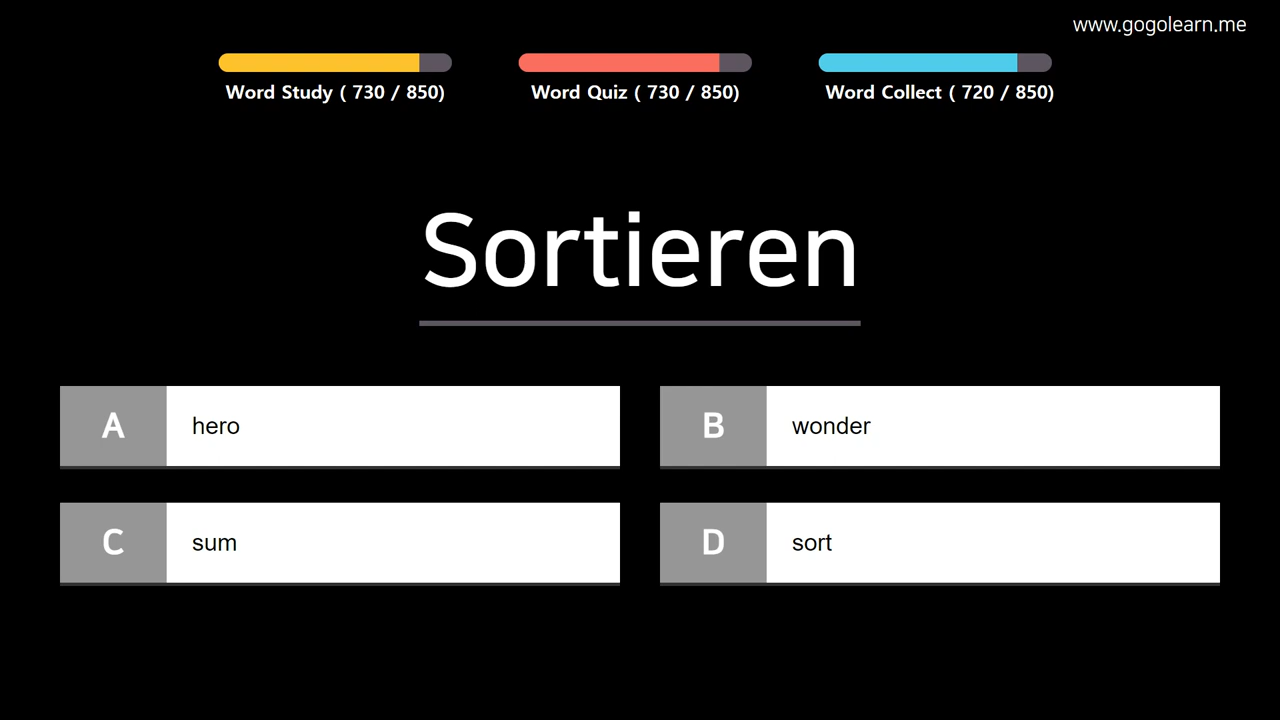 www.gogolearn.me
Word Study ( 730 / 850)
Word Quiz ( 730 / 850)
Word Collect ( 720 / 850)
Sortieren
A hero
B wonder
C sum
D sort